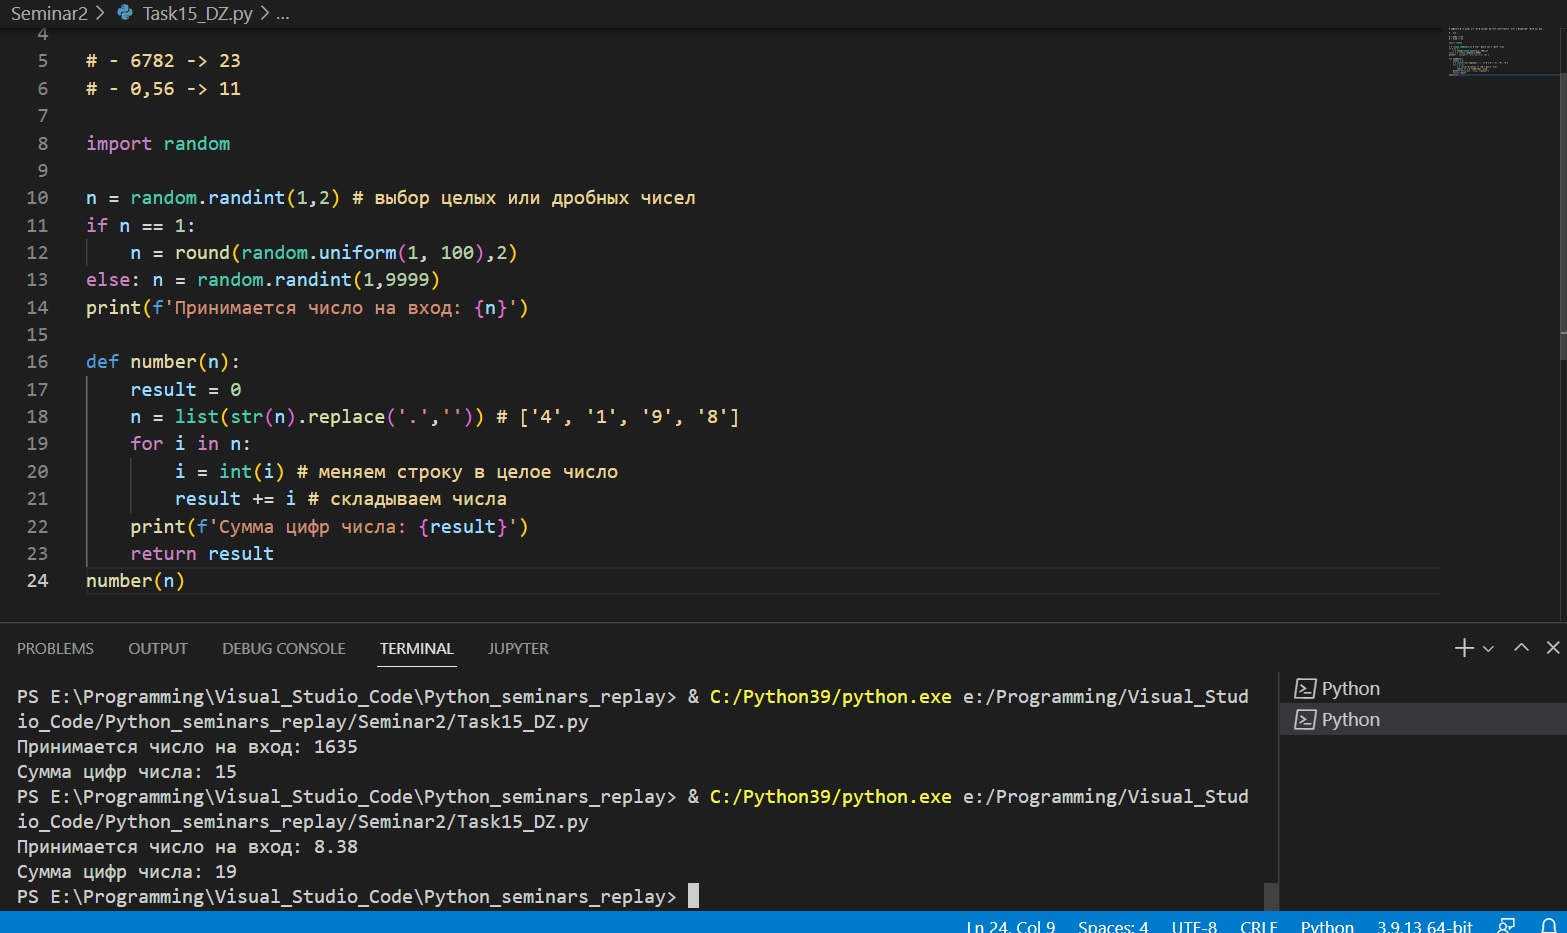 Seminar2 > Task15_DZ.py > ...
4
5 # - 6782 -> 23
6 # - 0,56 -> 11
7
8 import random
9
10 n = random.randint(1,2) # выбор целых или дробных чисел
11 if n == 1:
12     n = round(random.uniform(1, 100),2)
13 else: n = random.randint(1,9999)
14 print(f'Принимается число на вход: {n}')
15
16 def number(n):
17     result = 0
18     n = list(str(n).replace('.','')) # ['4', '1', '9', '8']
19     for i in n:
20         i = int(i) # меняем строку в целое число
21         result += i # складываем числа
22     print(f'Сумма цифр числа: {result}')
23     return result
24 number(n)
PROBLEMS OUTPUT DEBUG CONSOLE TERMINAL JUPYTER
PS E:\Programming\Visual_Studio_Code\Python_seminars_replay> & C:/Python39/python.exe e:/Programming/Visual_Stud
io_Code/Python_seminars_replay/Seminar2/Task15_DZ.py
Принимается число на вход: 1635
Сумма цифр числа: 15
PS E:\Programming\Visual_Studio_Code\Python_seminars_replay> & C:/Python39/python.exe e:/Programming/Visual_Stud
io_Code/Python_seminars_replay/Seminar2/Task15_DZ.py
Принимается число на вход: 8.38
Сумма цифр числа: 19
PS E:\Programming\Visual_Studio_Code\Python_seminars_replay>
Python
Python
Ln 24, Col 9 Spaces: 4 UTF-8 CRLF Python 3.9.13 64-bit